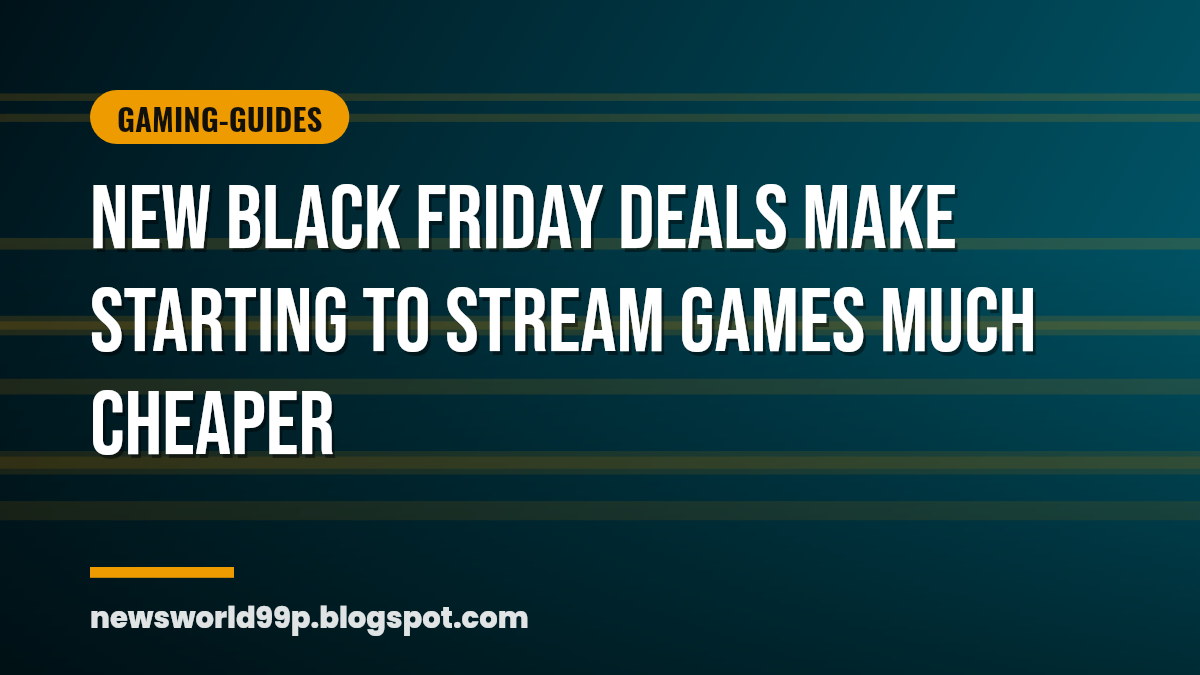 GAMING-GUIDES
NEW BLACK FRIDAY DEALS MAKE
STARTING TO STREAM GAMES MUCH
CHEAPER
newsworld99p.blogspot.com